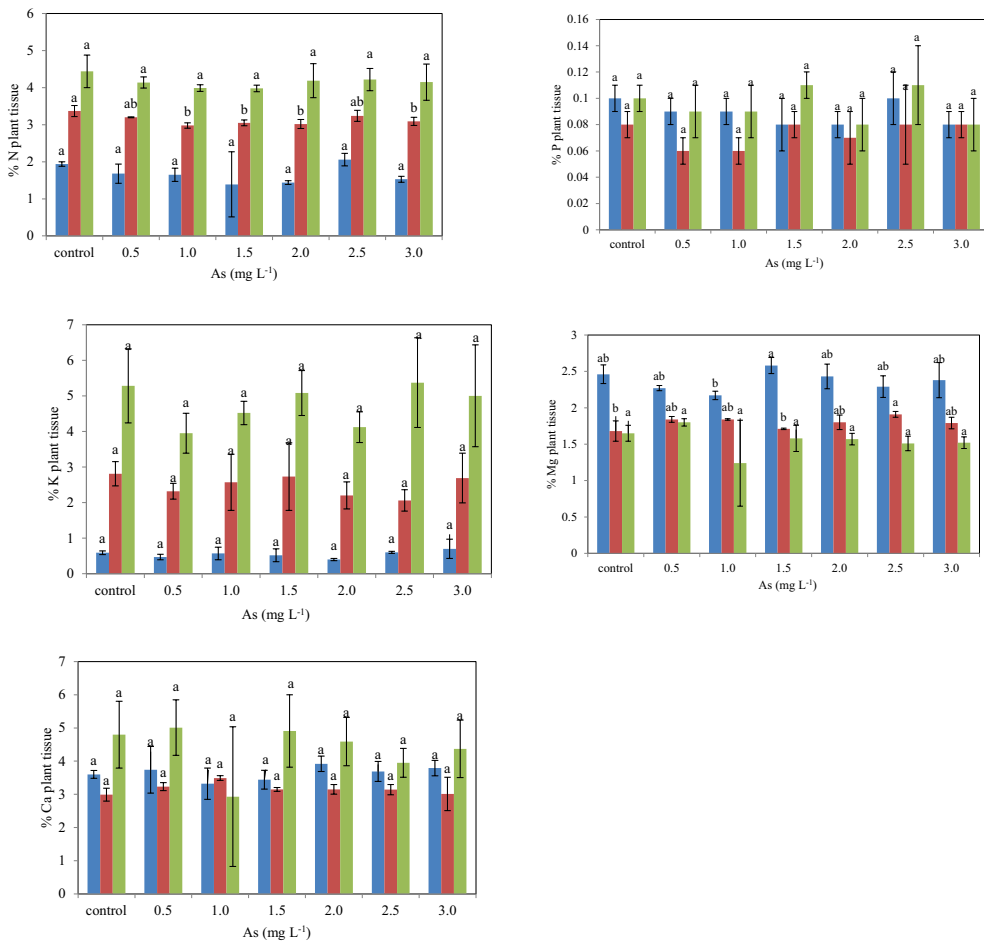 % N plant tissue
6
5
4
3
2
1
0
a a a
a ab a
a b a
a b a
a b a
a ab a
a b a
control 0.5 1.0 1.5 2.0 2.5 3.0
As (mg L-1)
% P plant tissue
0.16
0.14
0.12
0.1
0.08
0.06
0.04
0.02
0
a a a
a a a
a a a
a a a
a a a
a a a
a a a
control 0.5 1.0 1.5 2.0 2.5 3.0
As (mg L-1)
% K plant tissue
7
6
5
4
3
2
1
0
a a a
a a a
a a a
a a a
a a a
a a a
a a a
control 0.5 1.0 1.5 2.0 2.5 3.0
As (mg L-1)
% Mg plant tissue
3
2.5
2
1.5
1
0.5
0
ab b a
ab ab a
b ab a
a b a
ab ab a
ab a a
ab ab a
control 0.5 1.0 1.5 2.0 2.5 3.0
As (mg L-1)
% Ca plant tissue
7
6
5
4
3
2
1
0
a a a
a a a
a a a
a a a
a a a
a a a
a a a
control 0.5 1.0 1.5 2.0 2.5 3.0
As (mg L-1)